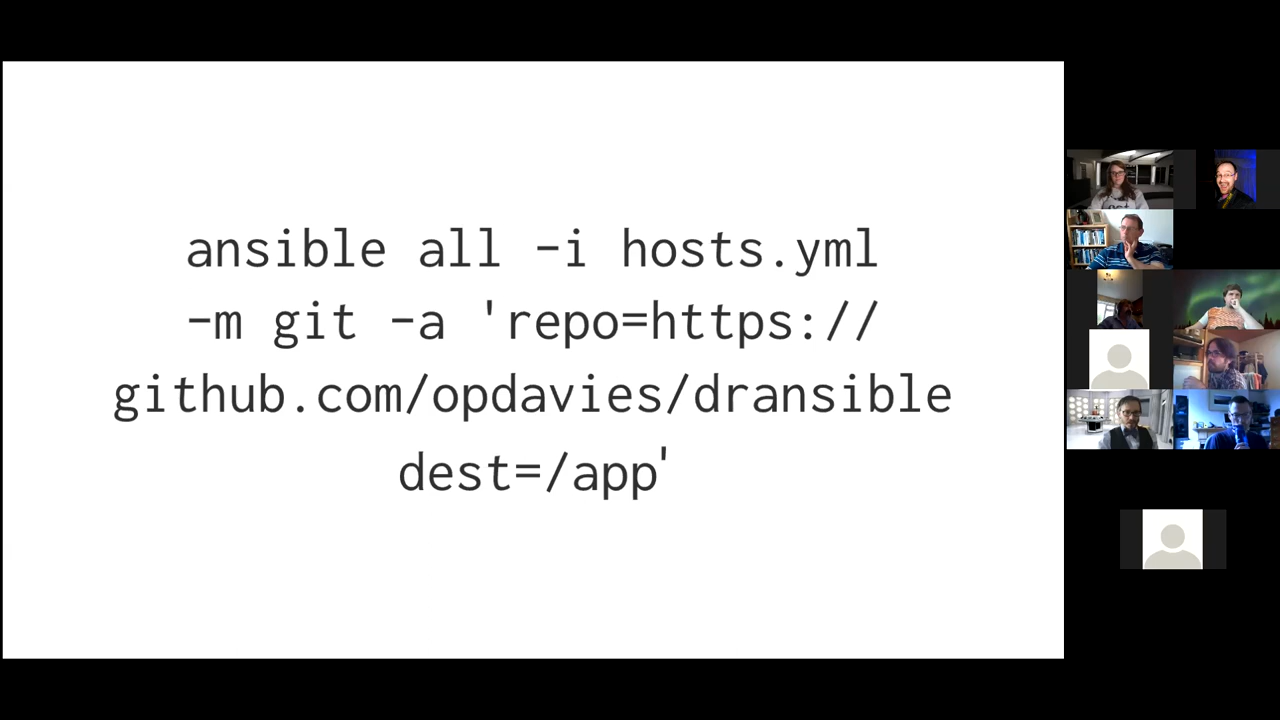 ansible all -i hosts.yml
-m git -a 'repo=https://
github.com/opdavies/dransible
dest=/app'